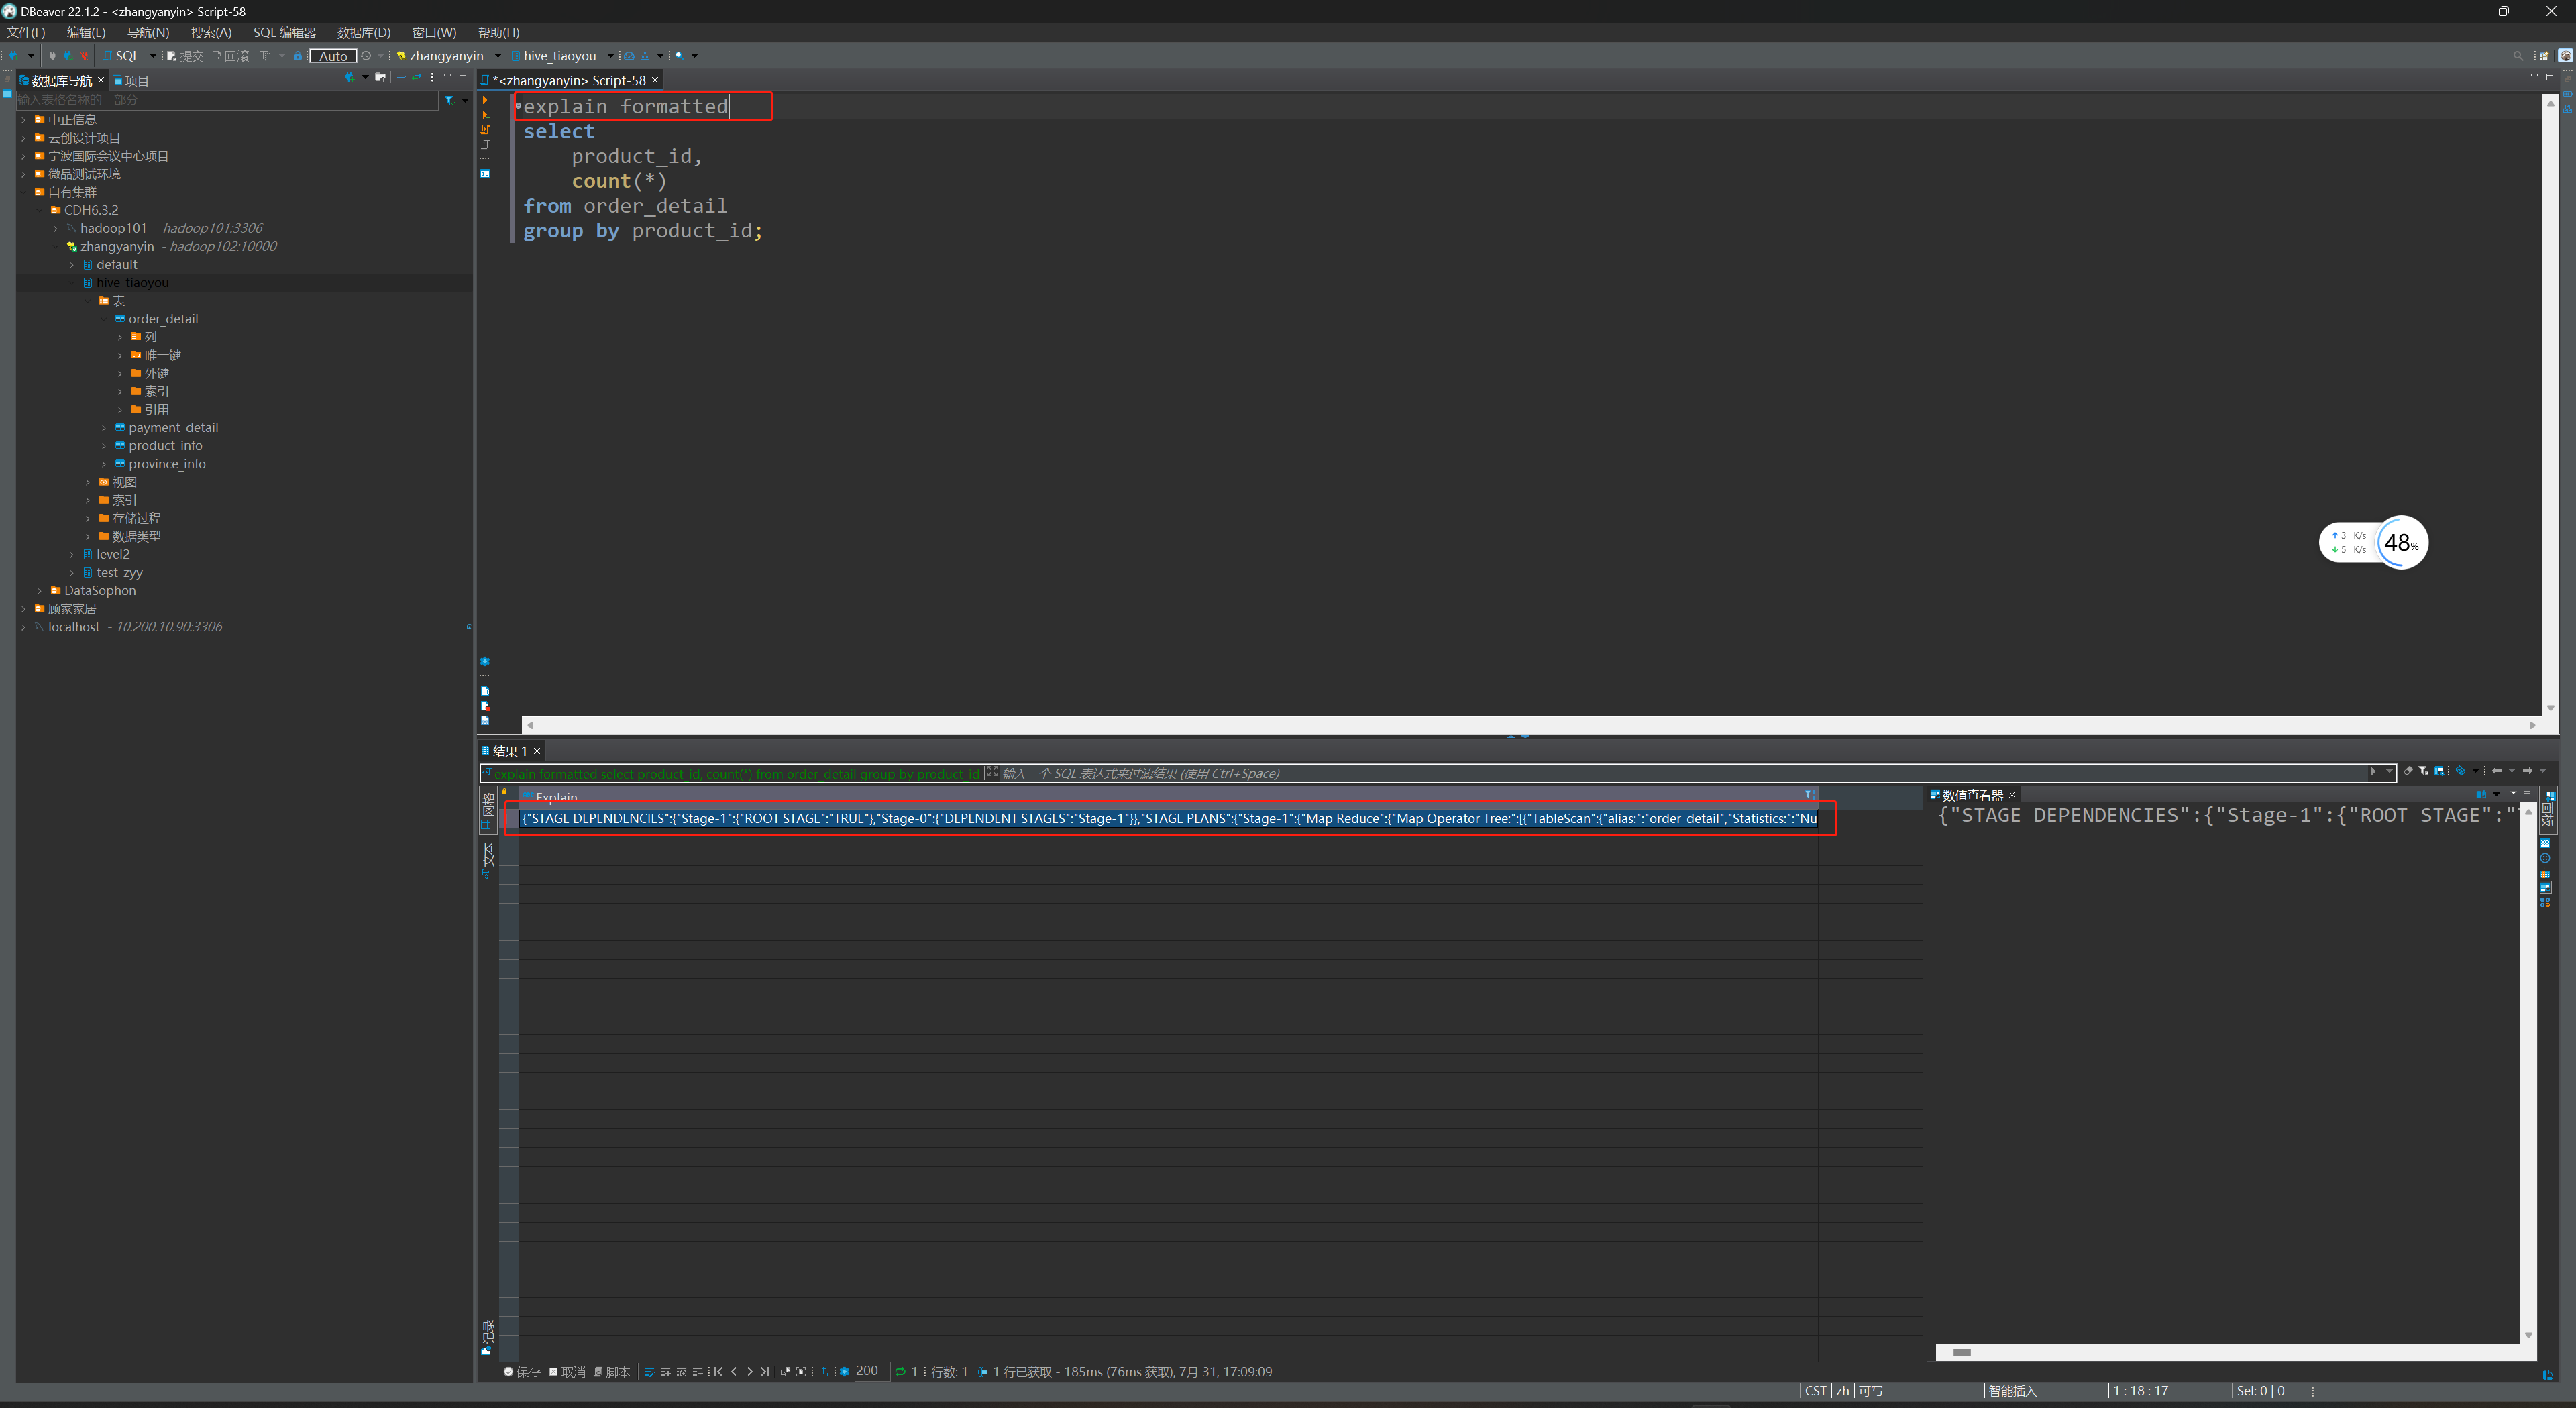 DBeaver 22.1.2 - <zhangyanyin> Script-58
文件(F) 编辑(E) 导航(N) 搜索(A) SQL 编辑器 数据库(D) 窗口(W) 帮助(H)
SQL 提交 回滚 Auto zhangyanyin hive_tiaoyou
数据库导航 项目
输入表格名称的一部分
中正信息
云创设计项目
宁波国际会议中心项目
微品测试环境
自有集群
CDH6.3.2
hadoop101 - hadoop101:3306
zhangyanyin - hadoop102:10000
default
hive_tiaoyou
表
order_detail
列
唯一键
外键
索引
引用
payment_detail
product_info
province_info
视图
索引
存储过程
数据类型
level2
test_zyy
DataSophon
顾家家居
localhost - 10.200.10.90:3306
*<zhangyanyin> Script-58
explain formatted
select
product_id,
count(*)
from order_detail
group by product_id;
3 K/s
5 K/s
48%
结果 1
explain formatted select product_id, count(*) from order_detail group by product_id 输入一个 SQL 表达式来过滤结果 (使用 Ctrl+Space)
网格
文本
记录
Explain
{"STAGE DEPENDENCIES":{"Stage-1":{"ROOT STAGE":"TRUE"},"Stage-0":{"DEPENDENT STAGES":"Stage-1"}},"STAGE PLANS":{"Stage-1":{"Map Reduce":{"Map Operator Tree:":[{"TableScan":{"alias:":"order_detail","Statistics:":"Nu
数值查看器
{"STAGE DEPENDENCIES":{"Stage-1":{"ROOT STAGE":"
面板
保存 取消 脚本 200 1 行数: 1 1 行已获取 - 185ms (76ms 获取), 7月 31, 17:09:09
CST zh 可写 智能插入 1 : 18 : 17 Sel: 0 | 0